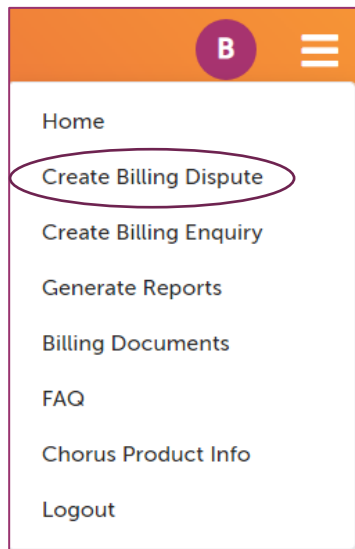 B
Home
Create Billing Dispute
Create Billing Enquiry
Generate Reports
Billing Documents
FAQ
Chorus Product Info
Logout